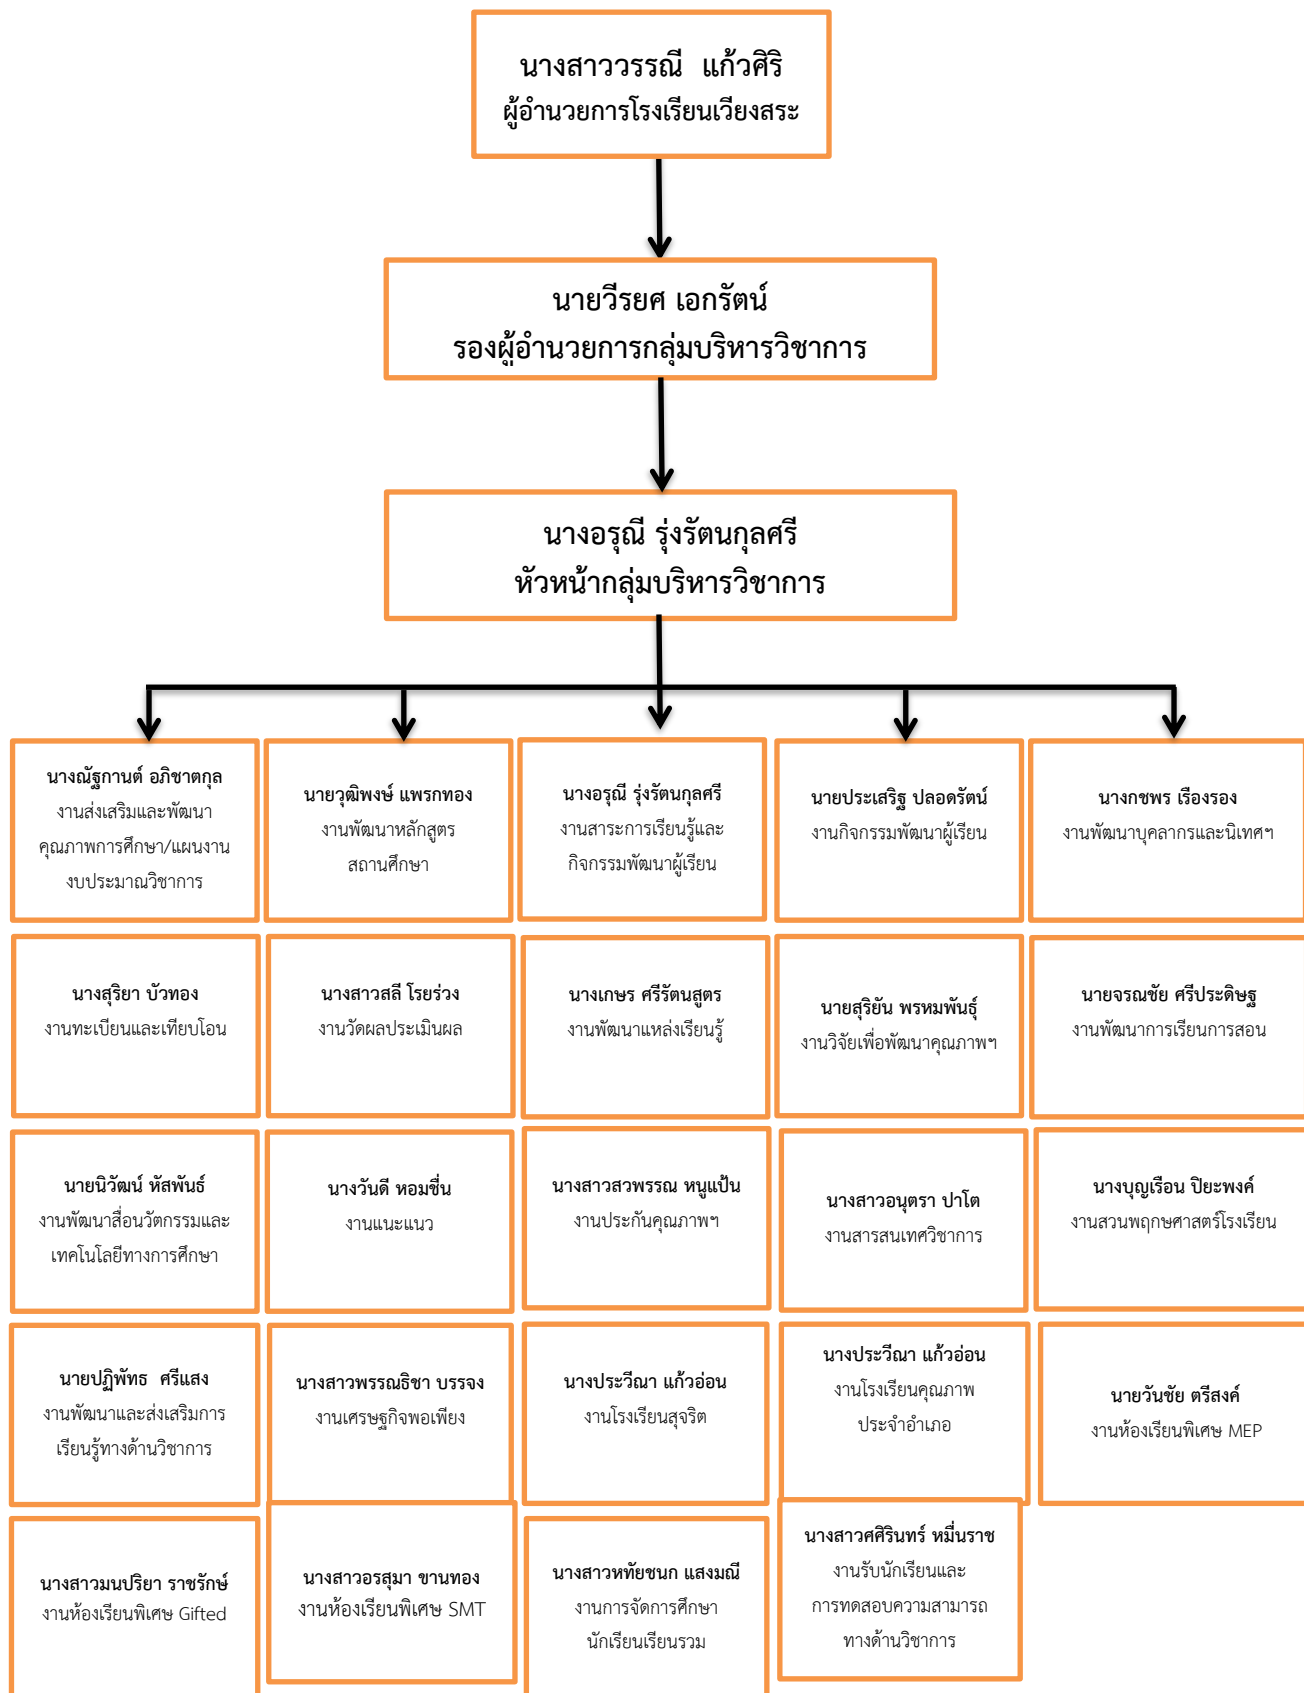 นางสาววรรณี  แก้วศิริ
ผู้อำนวยการโรงเรียนเวียงสระ
นายวีรยศ เอกรัตน์
รองผู้อำนวยการกลุ่มบริหารวิชาการ
นางอรุณี รุ่งรัตนกุลศรี
หัวหน้ากลุ่มบริหารวิชาการ
นางณัฐกานต์ อภิชาตกุล
งานส่งเสริมและพัฒนา
คุณภาพการศึกษา/แผนงาน
งบประมาณวิชาการ
นายวุฒิพงษ์ แพรกทอง
งานพัฒนาหลักสูตร
สถานศึกษา
นางอรุณี รุ่งรัตนกุลศรี
งานสาระการเรียนรู้และ
กิจกรรมพัฒนาผู้เรียน
นายประเสริฐ ปลอดรัตน์
งานกิจกรรมพัฒนาผู้เรียน
นางกชพร เรืองรอง
งานพัฒนาบุคลากรและนิเทศฯ
นางสุริยา บัวทอง
งานทะเบียนและเทียบโอน
นางสาวสลี โรยร่วง
งานวัดผลประเมินผล
นางเกษร ศรีรัตนสูตร
งานพัฒนาแหล่งเรียนรู้
นายสุริยัน พรหมพันธุ์
งานวิจัยเพื่อพัฒนาคุณภาพฯ
นายจรณชัย ศรีประดิษฐ
งานพัฒนาการเรียนการสอน
นายนิวัฒน์ หัสพันธ์
งานพัฒนาสื่อนวัตกรรมและ
เทคโนโลยีทางการศึกษา
นางวันดี หอมชื่น
งานแนะแนว
นางสาวสวพรรณ หนูแป้น
งานประกันคุณภาพฯ
นางสาวอนุตรา ปาโต
งานสารสนเทศวิชาการ
นางบุญเรือน ปิยะพงค์
งานสวนพฤกษศาสตร์โรงเรียน
นายปฏิพัทธ  ศรีแสง
งานพัฒนาและส่งเสริมการ
เรียนรู้ทางด้านวิชาการ
นางสาวพรรณธิชา บรรจง
งานเศรษฐกิจพอเพียง
นางประวีณา แก้วอ่อน
งานโรงเรียนสุจริต
นางประวีณา แก้วอ่อน
งานโรงเรียนคุณภาพ
ประจำอำเภอ
นายวันชัย ตรีสงค์
งานห้องเรียนพิเศษ MEP
นางสาวมนปริยา ราชรักษ์
งานห้องเรียนพิเศษ Gifted
นางสาวอรสุมา ขานทอง
งานห้องเรียนพิเศษ SMT
นางสาวหทัยชนก แสงมณี
งานการจัดการศึกษา
นักเรียนเรียนรวม
นางสาวศศิรินทร์ หมื่นราช
งานรับนักเรียนและ
การทดสอบความสามารถ
ทางด้านวิชาการ